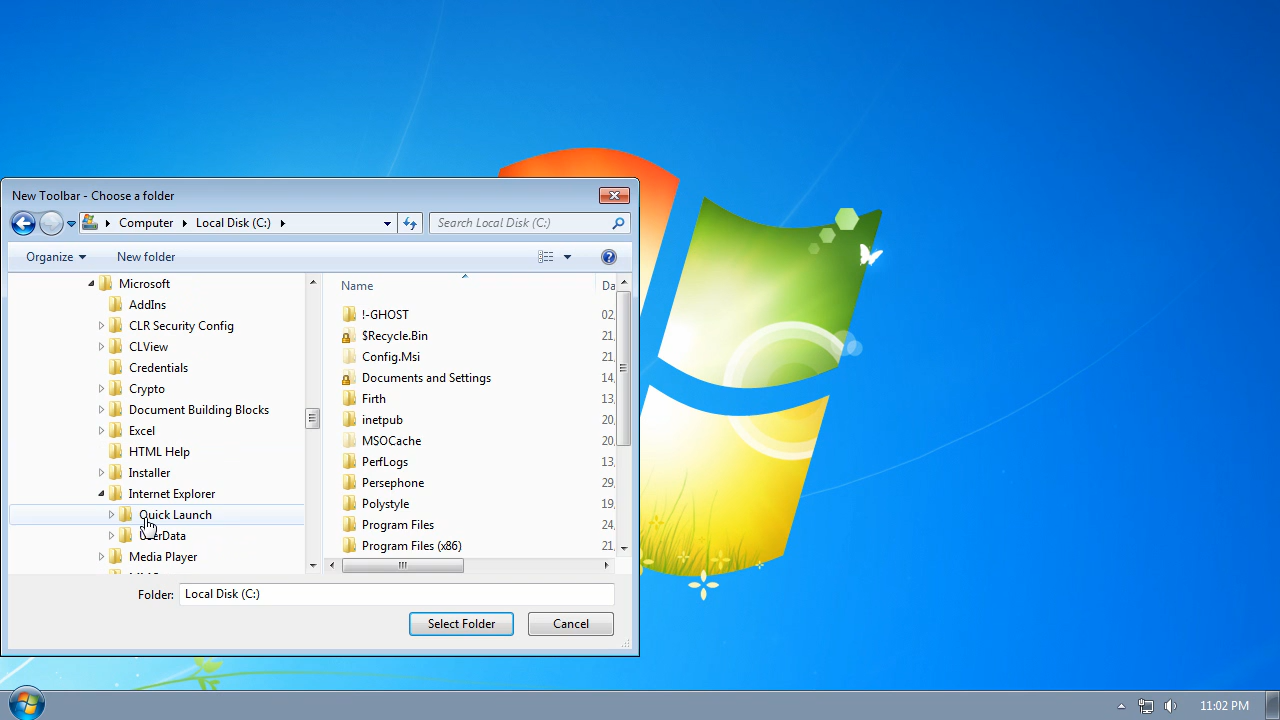 New Toolbar - Choose a folder
Computer
Local Disk (C:)
Search Local Disk (C:)
Organize
New folder
Microsoft
AddIns
CLR Security Config
CLView
Credentials
Crypto
Document Building Blocks
Excel
HTML Help
Installer
Internet Explorer
Quick Launch
Media Player
Name
Da
!-GHOST
02,
$Recycle.Bin
21,
Config.Msi
21,
Documents and Settings
14,
Firth
13,
inetpub
20,
MSOCache
20,
PerfLogs
13,
Persephone
29,
Polystyle
19,
Program Files
24,
Program Files (x86)
21,
Folder:
Local Disk (C:)
Select Folder
Cancel
11:02 PM